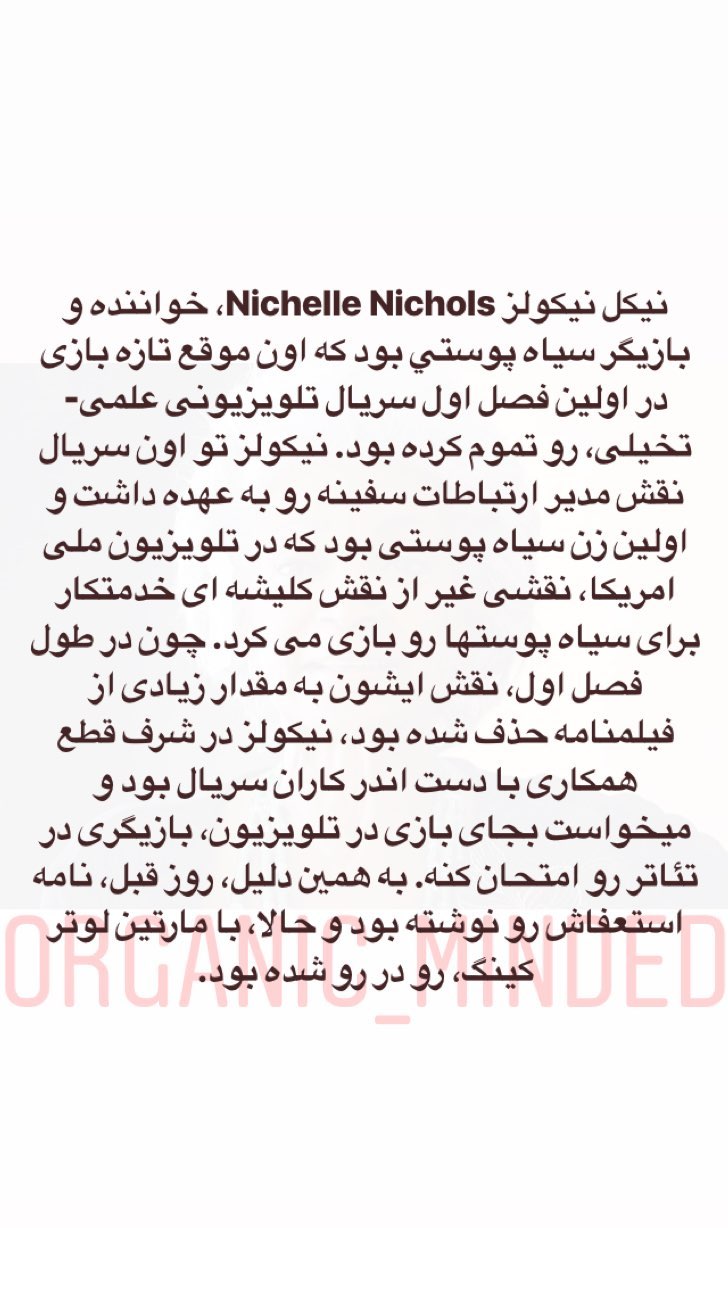 نیکل نیکولز Nichelle Nichols، خواننده و
بازیگر سیاه پوستي بود که اون موقع تازه بازی
در اولین فصل اول سریال تلویزیونی علمی-
تخیلی، رو تموم کرده بود. نیکولز تو اون سریال
نقش مدیر ارتباطات سفینه رو به عهده داشت و
اولین زن سیاه پوستی بود که در تلویزیون ملی
امریکا، نقشی غیر از نقش کلیشه ای خدمتکار
برای سیاه پوستها رو بازی می کرد. چون در طول
فصل اول، نقش ایشون به مقدار زیادی از
فیلمنامه حذف شده بود، نیکولز در شرف قطع
همکاری با دست اندر کاران سریال بود و
میخواست بجای بازی در تلویزیون، بازیگری در
تئاتر رو امتحان کنه. به همین دلیل، روز قبل، نامه
استعفاش رو نوشته بود و حالا، با مارتین لوتر
کینگ، رو در رو شده بود.
ORGANIC_MINDED